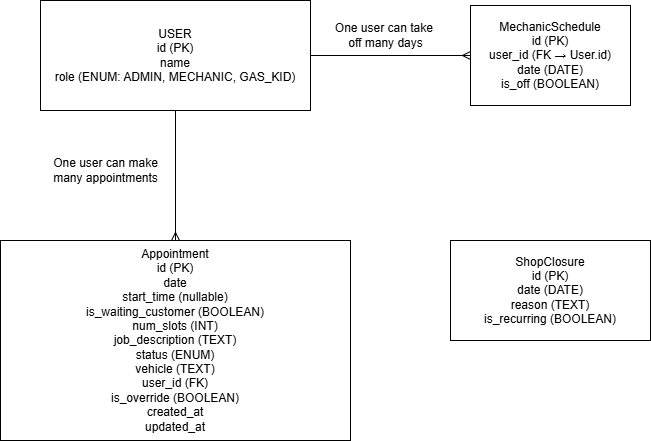 USER
id (PK)
name
role (ENUM: ADMIN, MECHANIC, GAS_KID)
One user can take
off many days
MechanicSchedule
id (PK)
user_id (FK → User.id)
date (DATE)
is_off (BOOLEAN)
One user can make
many appointments
Appointment
id (PK)
date
start_time (nullable)
is_waiting_customer (BOOLEAN)
num_slots (INT)
job_description (TEXT)
status (ENUM)
vehicle (TEXT)
user_id (FK)
is_override (BOOLEAN)
created_at
updated_at
ShopClosure
id (PK)
date (DATE)
reason (TEXT)
is_recurring (BOOLEAN)